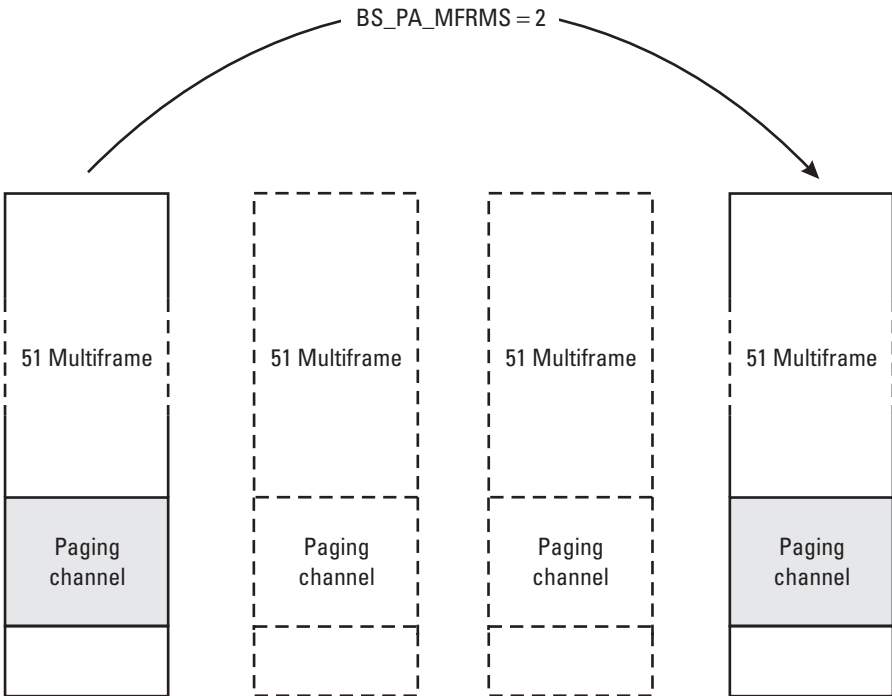 BS_PA_MFRMS = 2
51 Multiframe
51 Multiframe
51 Multiframe
51 Multiframe
Paging
channel
Paging
channel
Paging
channel
Paging
channel